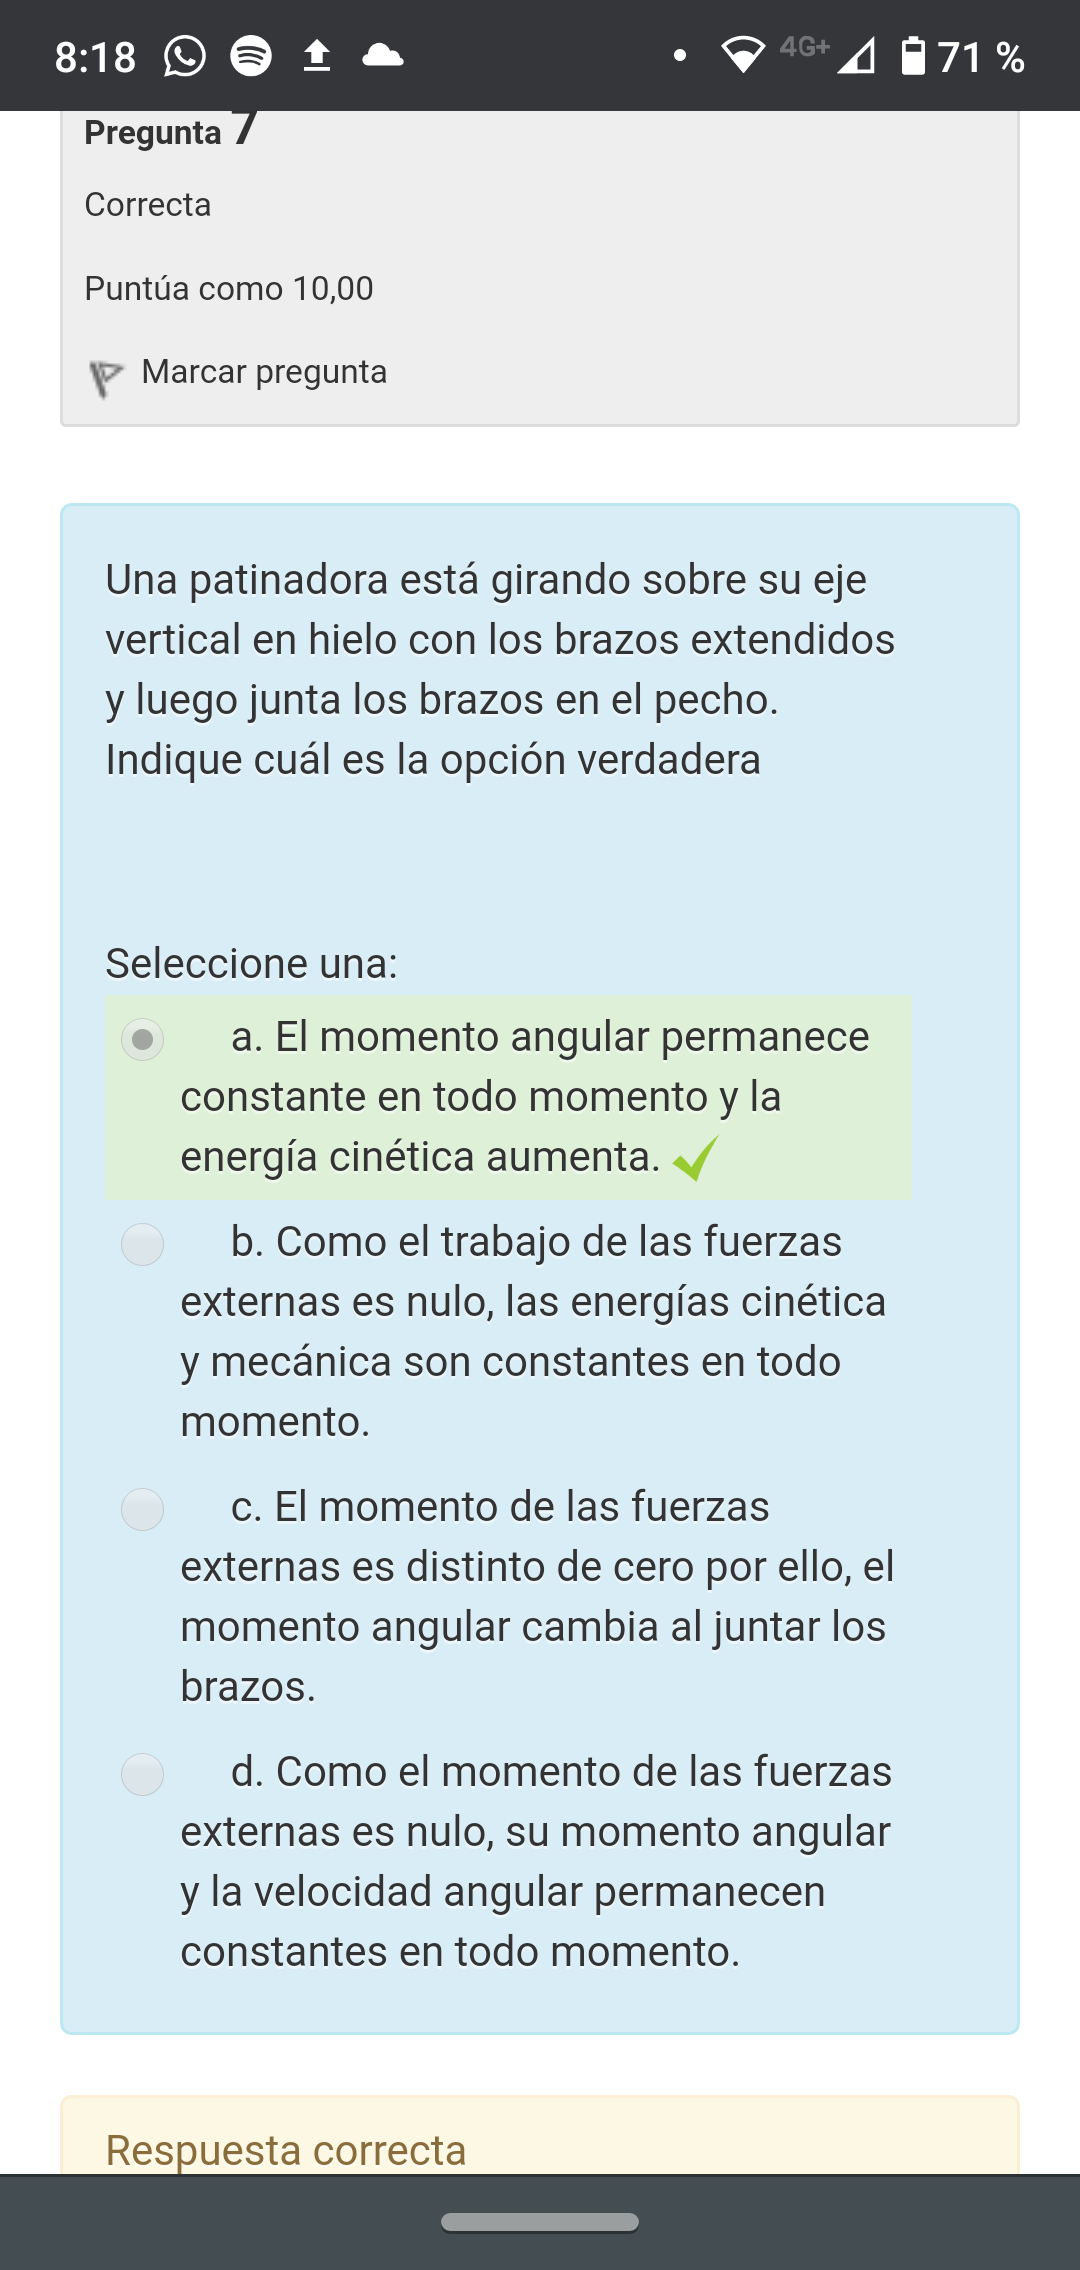 8:18 4G+ 71 %
Pregunta 7
Correcta
Puntúa como 10,00
Marcar pregunta
Una patinadora está girando sobre su eje
vertical en hielo con los brazos extendidos
y luego junta los brazos en el pecho.
Indique cuál es la opción verdadera
Seleccione una:
a. El momento angular permanece
constante en todo momento y la
energía cinética aumenta.
b. Como el trabajo de las fuerzas
externas es nulo, las energías cinética
y mecánica son constantes en todo
momento.
c. El momento de las fuerzas
externas es distinto de cero por ello, el
momento angular cambia al juntar los
brazos.
d. Como el momento de las fuerzas
externas es nulo, su momento angular
y la velocidad angular permanecen
constantes en todo momento.
Respuesta correcta